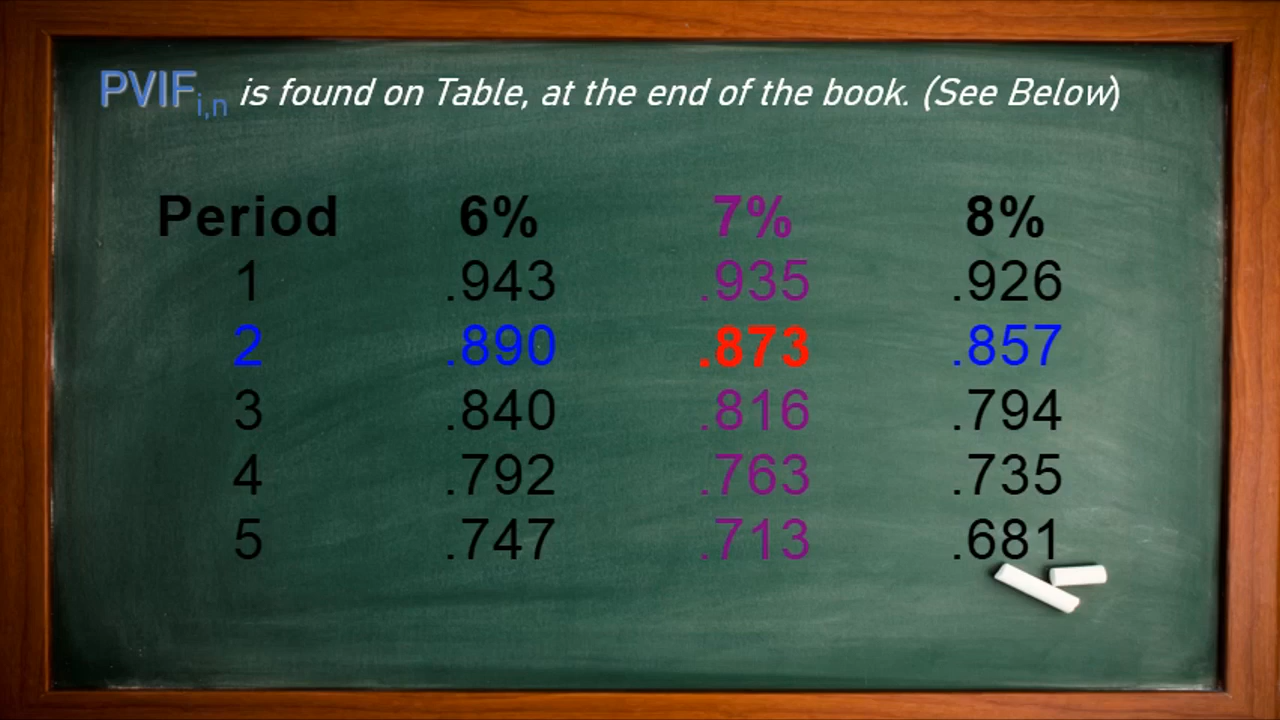 PVIFi,n is found on Table, at the end of the book. (See Below)
Period 6% 7% 8%
1 .943 .935 .926
2 .890 .873 .857
3 .840 .816 .794
4 .792 .763 .735
5 .747 .713 .681